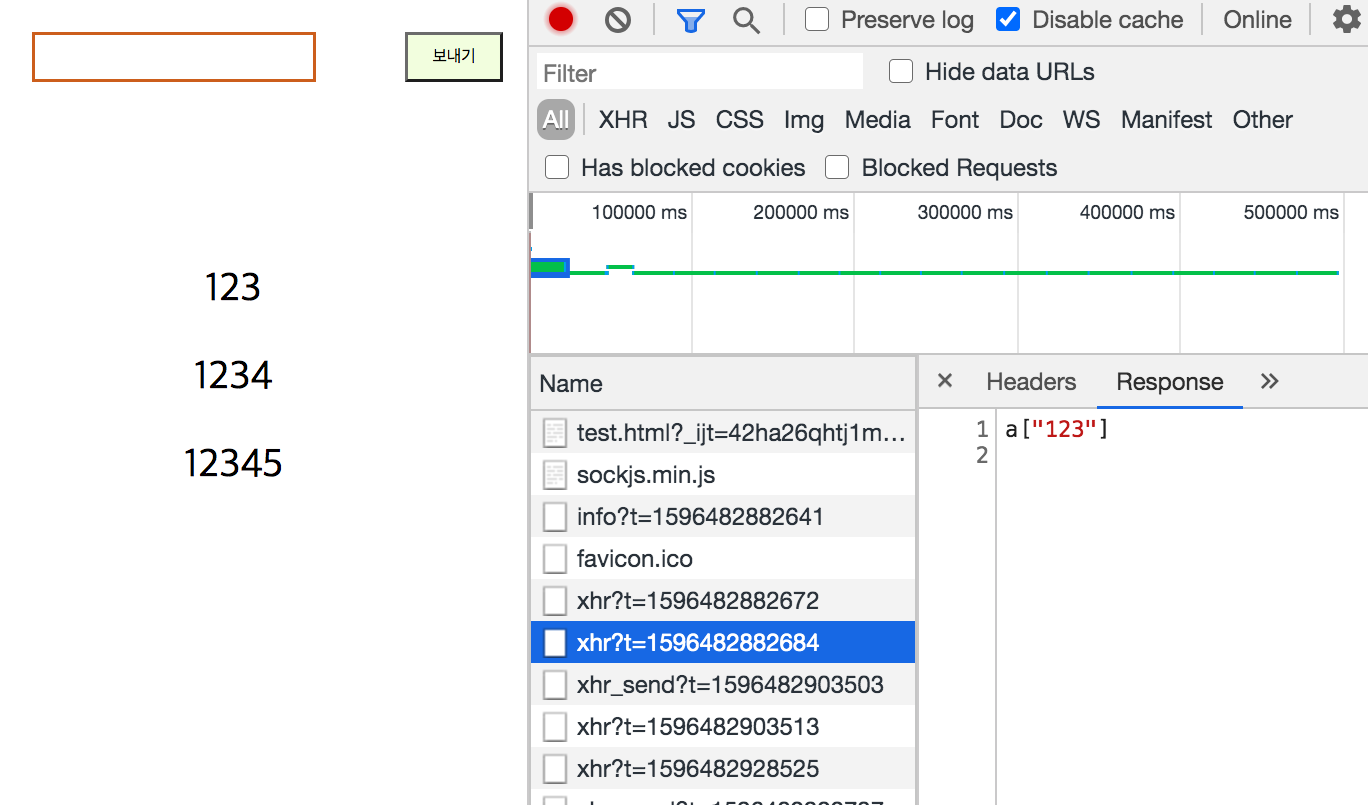 보내기
123
1234
12345
Preserve log
Disable cache
Online
Filter
Hide data URLs
All XHR JS CSS Img Media Font Doc WS Manifest Other
Has blocked cookies
Blocked Requests
100000 ms 200000 ms 300000 ms 400000 ms 500000 ms
Name
test.html?_ijt=42ha26qhtj1m…
sockjs.min.js
info?t=1596482882641
favicon.ico
xhr?t=1596482882672
xhr?t=1596482882684
xhr_send?t=1596482903503
xhr?t=1596482903513
xhr?t=1596482928525
× Headers Response »
1 a["123"]
2